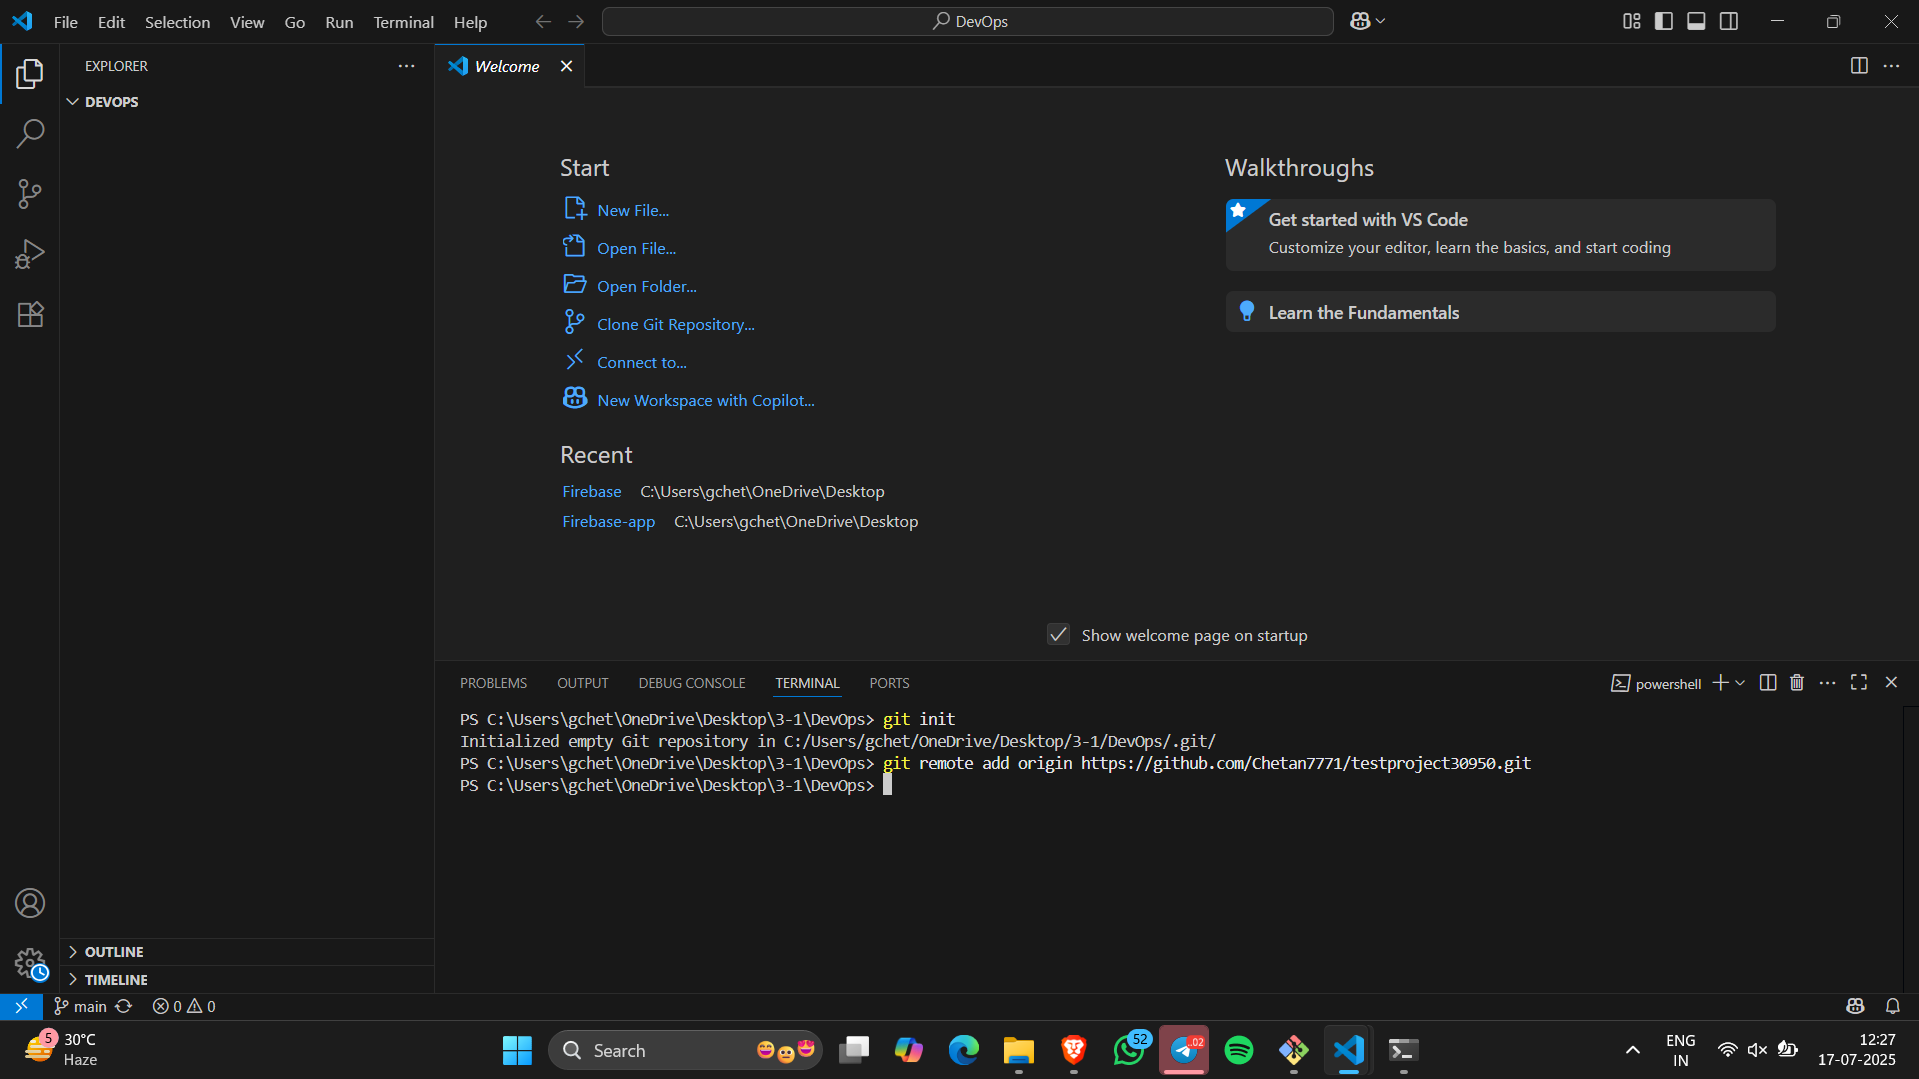 File Edit Selection View Go Run Terminal Help
DevOps
EXPLORER
Welcome
DEVOPS
Start
New File...
Open File...
Open Folder...
Clone Git Repository...
Connect to...
New Workspace with Copilot...
Recent
Firebase C:\Users\gchet\OneDrive\Desktop
Firebase-app C:\Users\gchet\OneDrive\Desktop
Walkthroughs
Get started with VS Code
Customize your editor, learn the basics, and start coding
Learn the Fundamentals
Show welcome page on startup
PROBLEMS OUTPUT DEBUG CONSOLE TERMINAL PORTS
powershell
PS C:\Users\gchet\OneDrive\Desktop\3-1\DevOps> git init
Initialized empty Git repository in C:/Users/gchet/OneDrive/Desktop/3-1/DevOps/.git/
PS C:\Users\gchet\OneDrive\Desktop\3-1\DevOps> git remote add origin https://github.com/Chetan7771/testproject30950.git
PS C:\Users\gchet\OneDrive\Desktop\3-1\DevOps>
OUTLINE
TIMELINE
main 0 0
5
30°C
Haze
Search
52
.02
ENG
IN
12:27
17-07-2025